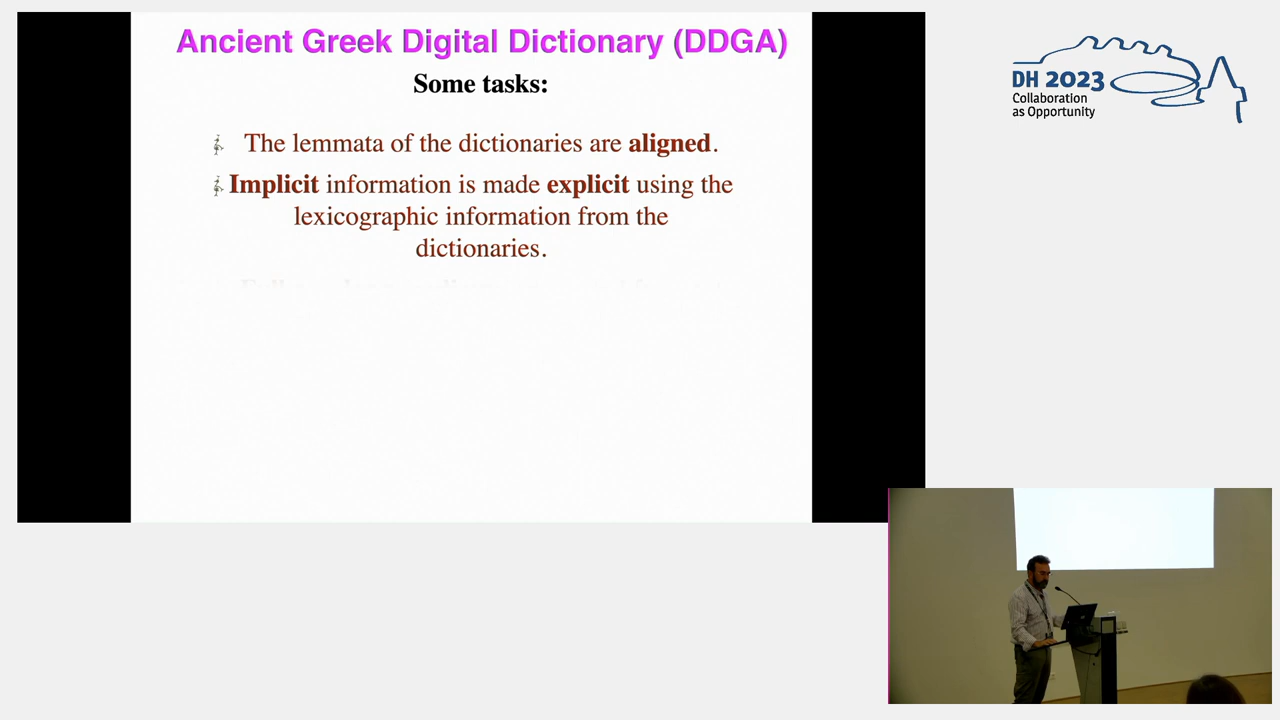 Ancient Greek Digital Dictionary (DDGA)
Some tasks:
The lemmata of the dictionaries are aligned.
Implicit information is made explicit using the
lexicographic information from the
dictionaries.
DH 2023
Collaboration
as Opportunity